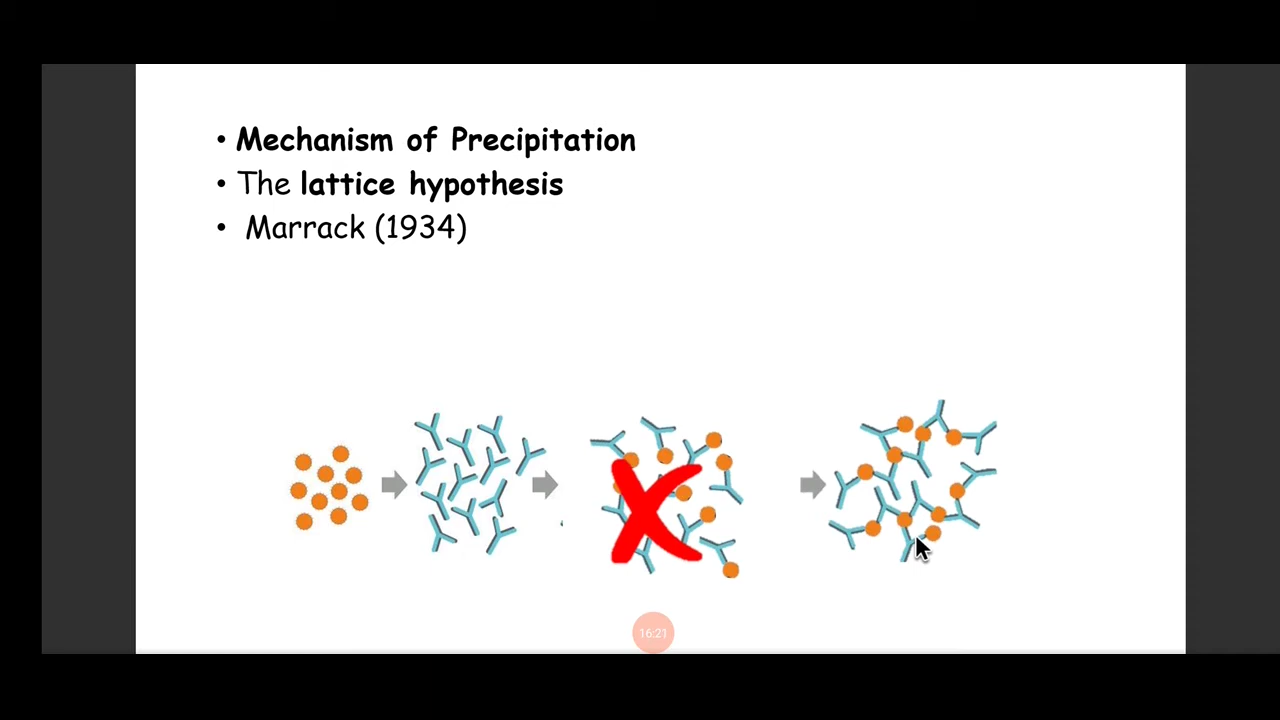 • Mechanism of Precipitation
• The lattice hypothesis
• Marrack (1934)
16:21